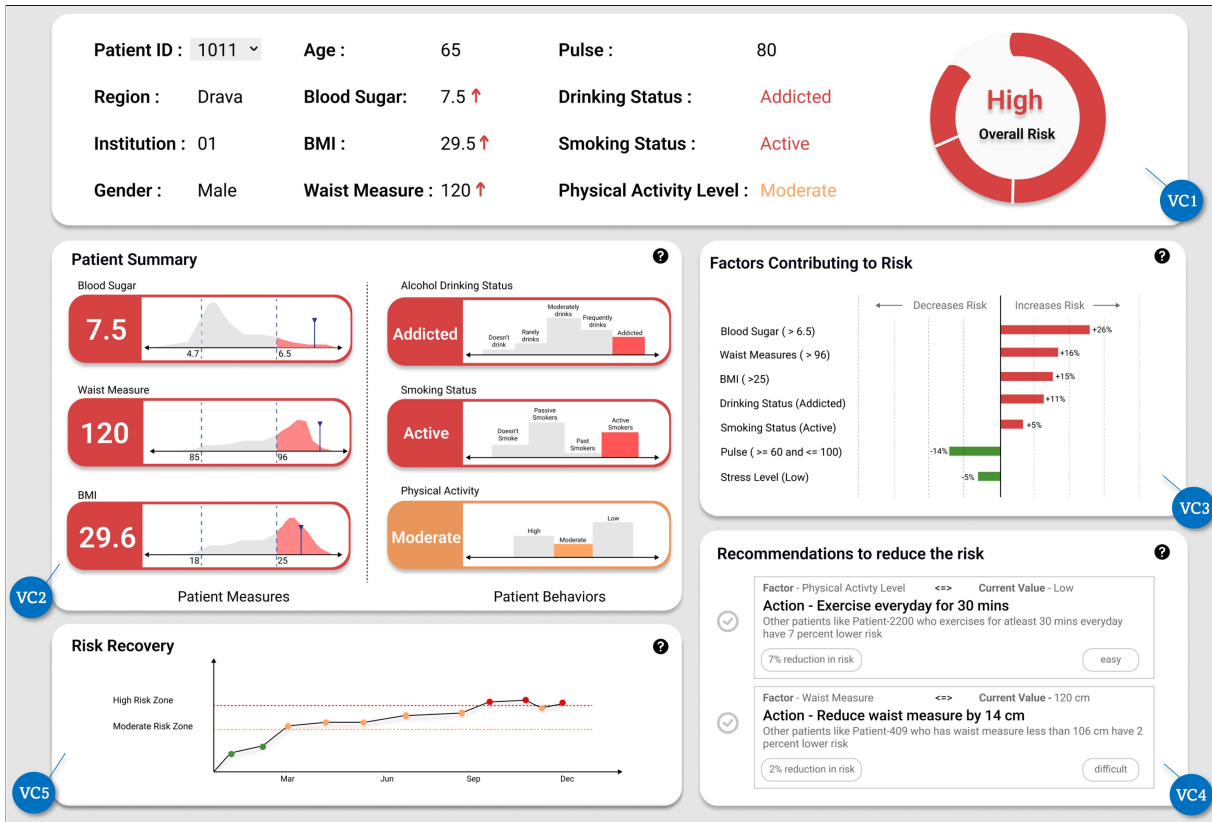 Patient ID : 1011 Age : 65 Pulse : 80
Region : Drava Blood Sugar: 7.5 ↑ Drinking Status : Addicted
Institution : 01 BMI : 29.5 ↑ Smoking Status : Active
Gender : Male Waist Measure : 120 ↑ Physical Activity Level : Moderate
High
Overall Risk
VC1
Patient Summary
?
Blood Sugar
7.5
4.7
6.5
Waist Measure
120
85
96
BMI
29.6
18
25
Patient Measures
Alcohol Drinking Status
Addicted
Doesn't
drink
Rarely
drinks
Moderately
drinks
Frequently
drinks
Addicted
Smoking Status
Active
Doesn't
Smoke
Passive
Smokers
Past
Smokers
Active
Smokers
Physical Activity
Moderate
High
Moderate
Low
Patient Behaviors
VC2
Factors Contributing to Risk
?
Decreases Risk
Increases Risk
Blood Sugar ( > 6.5) +26%
Waist Measures ( > 96) +16%
BMI ( >25) +15%
Drinking Status (Addicted) +11%
Smoking Status (Active) +5%
Pulse ( >= 60 and <= 100) -14%
Stress Level (Low) -5%
VC3
Recommendations to reduce the risk
?
Factor - Physical Activity Level <=> Current Value - Low
Action - Exercise everyday for 30 mins
Other patients like Patient-2200 who exercises for atleast 30 mins everyday
have 7 percent lower risk
7% reduction in risk
easy
Factor - Waist Measure <=> Current Value - 120 cm
Action - Reduce waist measure by 14 cm
Other patients like Patient-409 who has waist measure less than 106 cm have 2
percent lower risk
2% reduction in risk
difficult
VC4
Risk Recovery
?
High Risk Zone
Moderate Risk Zone
Mar
Jun
Sep
Dec
VC5